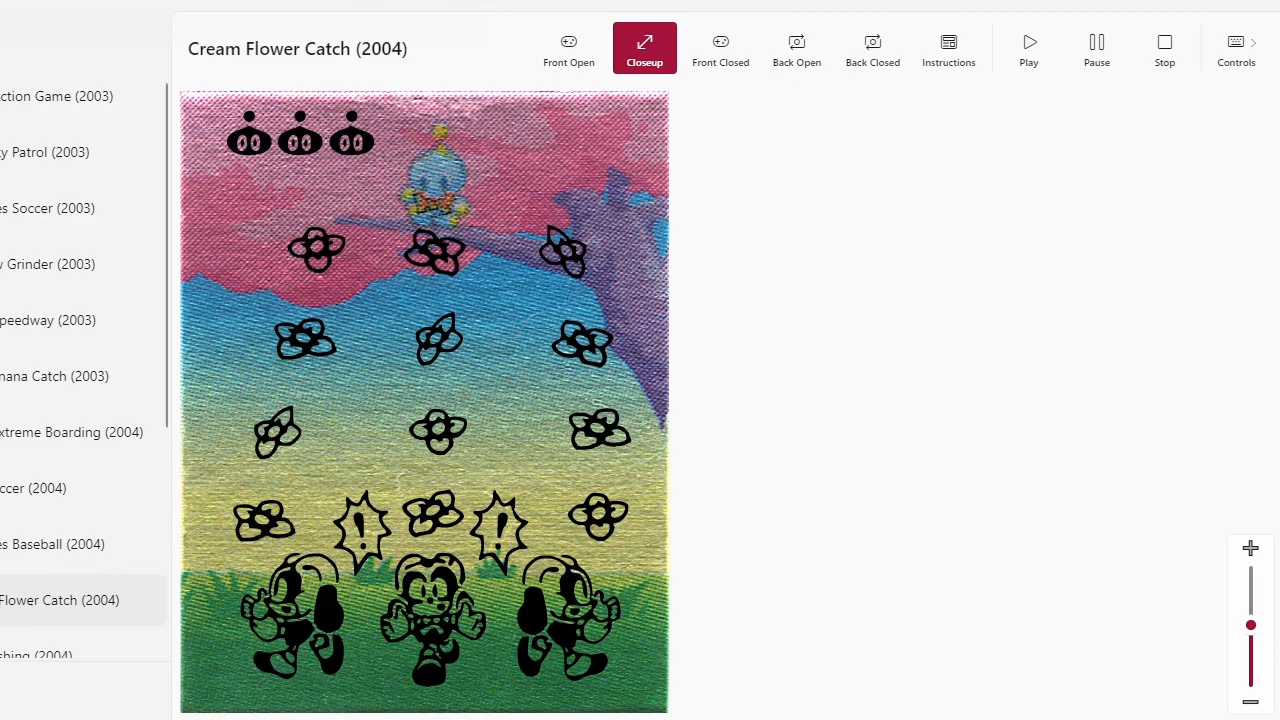 Cream Flower Catch (2004)
Front Open
Closeup
Front Closed
Back Open
Back Closed
Instructions
Play
Pause
Stop
Controls
ction Game (2003)
y Patrol (2003)
es Soccer (2003)
Grinder (2003)
peedway (2003)
nana Catch (2003)
xtreme Boarding (2004)
ccer (2004)
es Baseball (2004)
Flower Catch (2004)
shing (2004)
! !